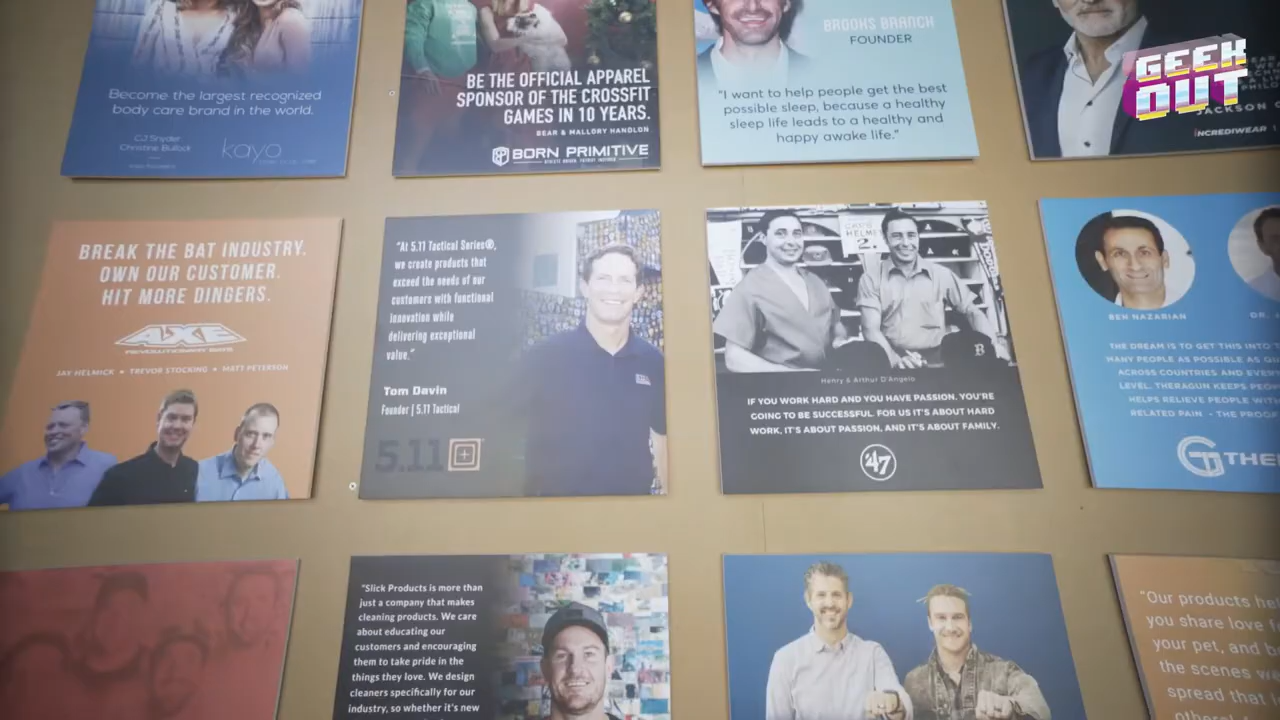 Become the largest recognized
body care brand in the world.
CJ Snyder
Christine Bullock
kayo
BE THE OFFICIAL APPAREL
SPONSOR OF THE CROSSFIT
GAMES IN 10 YEARS.
BEAR & MALLORY HANDLON
BORN PRIMITIVE
BROOKS BRANCH
FOUNDER
"I want to help people get the best
possible sleep, because a healthy
sleep life leads to a healthy and
happy awake life."
GEEK
OUT
JACKSON
INCREDIWEAR
BREAK THE BAT INDUSTRY.
OWN OUR CUSTOMER.
HIT MORE DINGERS.
AXE
JAY HELMICK • TREVOR STOCKING • MATT PETERSON
"At 5.11 Tactical Series®,
we create products that
exceed the needs of our
customers with functional
innovation while
delivering exceptional
value."
Tom Davin
Founder | 5.11 Tactical
5.11
HELME
2.
B
Henry & Arthur D'Angelo
IF YOU WORK HARD AND YOU HAVE PASSION, YOU'RE
GOING TO BE SUCCESSFUL. FOR US IT'S ABOUT HARD
WORK, IT'S ABOUT PASSION, AND IT'S ABOUT FAMILY.
'47
BEN NAZARIAN
DR.
THE DREAM IS TO GET THIS INTO
MANY PEOPLE AS POSSIBLE AS
ACROSS COUNTRIES AND
LEVEL. THERAGUN KEEPS
HELPS RELIEVE PEOPLE
RELATED PAIN - THE
"Slick Products is more than
just a company that makes
cleaning products. We care
about educating our
customers and encouraging
them to take pride in the
things they love. We design
cleaners specifically for our
industry, so whether it's new
"Our products
you share love
your pet, and
the scenes
spread that